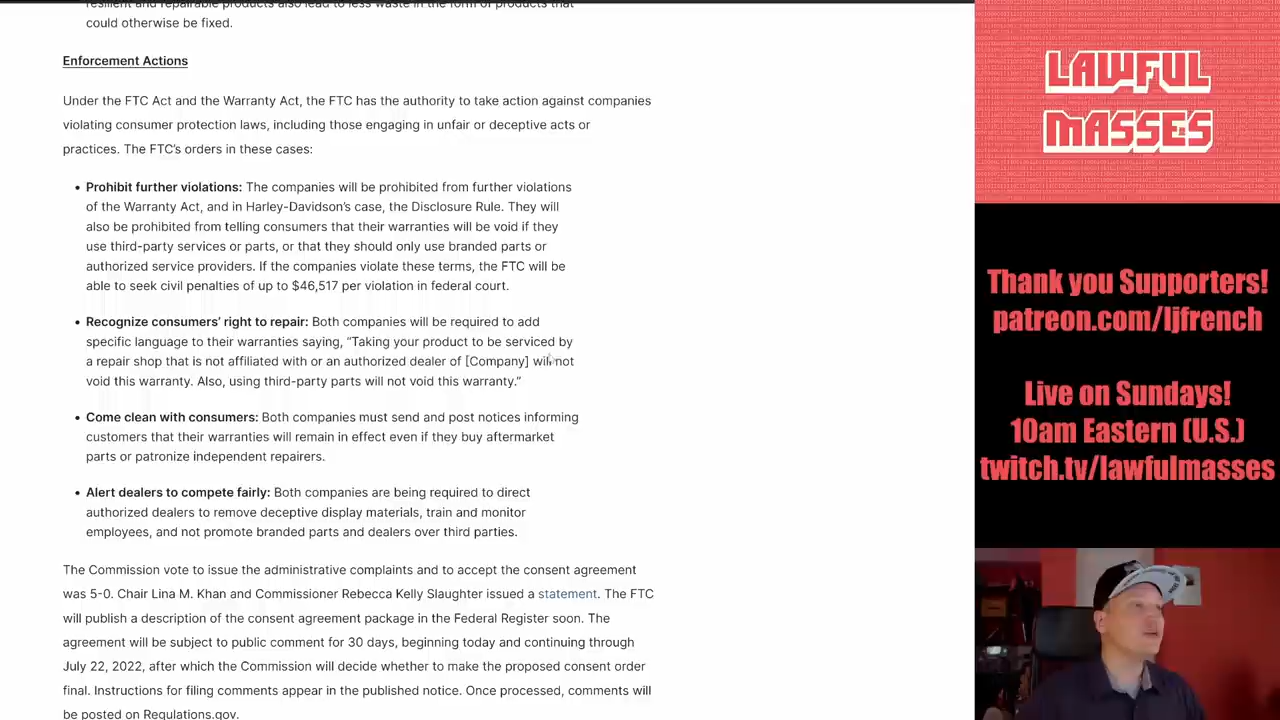 resilient and repairable products also lead to less waste in the form of products that
could otherwise be fixed.
Enforcement Actions
Under the FTC Act and the Warranty Act, the FTC has the authority to take action against companies
violating consumer protection laws, including those engaging in unfair or deceptive acts or
practices. The FTC's orders in these cases:
• Prohibit further violations: The companies will be prohibited from further violations
of the Warranty Act, and in Harley-Davidson's case, the Disclosure Rule. They will
also be prohibited from telling consumers that their warranties will be void if they
use third-party services or parts, or that they should only use branded parts or
authorized service providers. If the companies violate these terms, the FTC will be
able to seek civil penalties of up to $46,517 per violation in federal court.
• Recognize consumers' right to repair: Both companies will be required to add
specific language to their warranties saying, "Taking your product to be serviced by
a repair shop that is not affiliated with or an authorized dealer of [Company] will not
void this warranty. Also, using third-party parts will not void this warranty."
• Come clean with consumers: Both companies must send and post notices informing
customers that their warranties will remain in effect even if they buy aftermarket
parts or patronize independent repairers.
• Alert dealers to compete fairly: Both companies are being required to direct
authorized dealers to remove deceptive display materials, train and monitor
employees, and not promote branded parts and dealers over third parties.
The Commission vote to issue the administrative complaints and to accept the consent agreement
was 5-0. Chair Lina M. Khan and Commissioner Rebecca Kelly Slaughter issued a statement. The FTC
will publish a description of the consent agreement package in the Federal Register soon. The
agreement will be subject to public comment for 30 days, beginning today and continuing through
July 22, 2022, after which the Commission will decide whether to make the proposed consent order
final. Instructions for filing comments appear in the published notice. Once processed, comments will
be posted on Regulations.gov.
LAWFUL
MASSES
Thank you Supporters!
patreon.com/ljfrench
Live on Sundays!
10am Eastern (U.S.)
twitch.tv/lawfulmasses